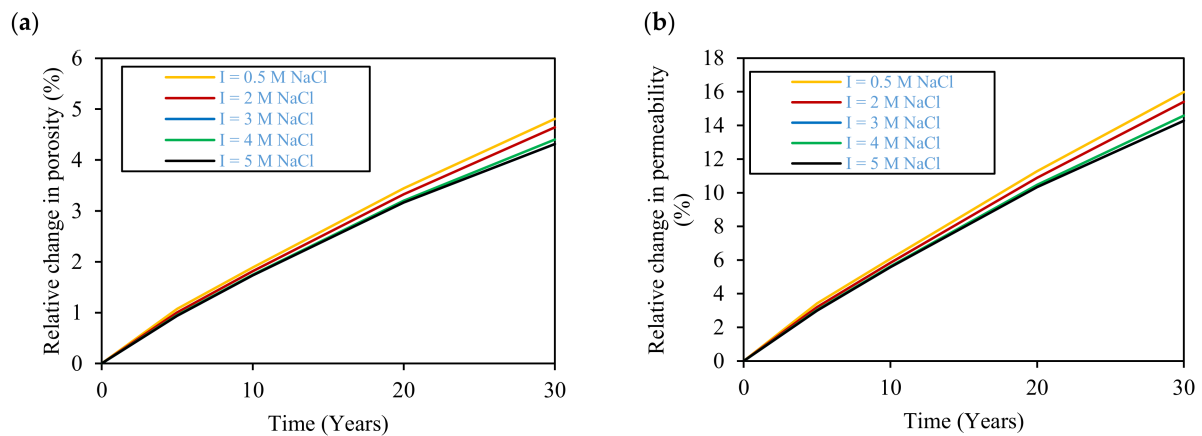 (a)
6
5
4
3
2
1
0
Relative change in porosity (%)
I = 0.5 M NaCl
I = 2 M NaCl
I = 3 M NaCl
I = 4 M NaCl
I = 5 M NaCl
0
10
20
30
Time (Years)
(b)
18
16
14
12
10
8
6
4
2
0
Relative change in permeability
(%)
I = 0.5 M NaCl
I = 2 M NaCl
I = 3 M NaCl
I = 4 M NaCl
I = 5 M NaCl
0
10
20
30
Time (Years)